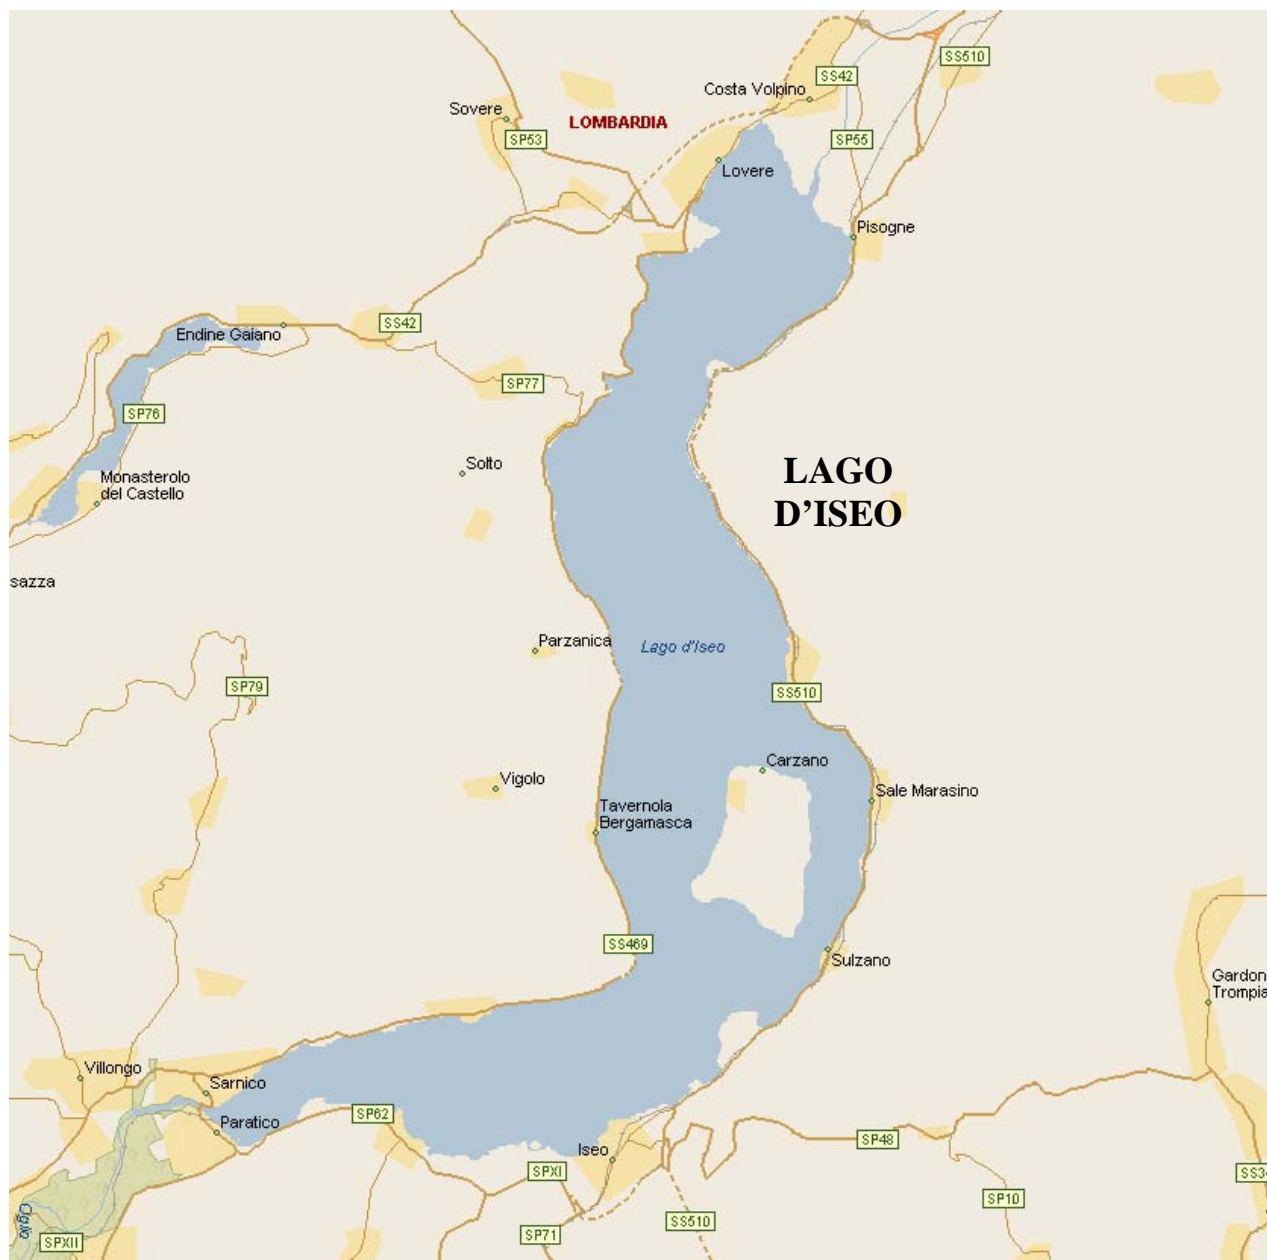 SS510
SS42
Costa Volpino
Sovere
LOMBARDIA
SP53
SP55
Lovere
Pisogne
SS42
Endine Gaiano
SP77
SP76
Solto
LAGO
D'ISEO
Monasterolo
del Castello
sazza
Parzanica
Lago d'Iseo
SP79
SS510
Carzano
Vigolo
Sale Marasino
Tavernola
Bergamasca
SS469
Sulzano
Gardon
Trompia
Villongo
Sarnico
SP62
Paratico
SP48
Iseo
SPXI
SS34
SP10
Oglio
SS510
SP71
SPXII